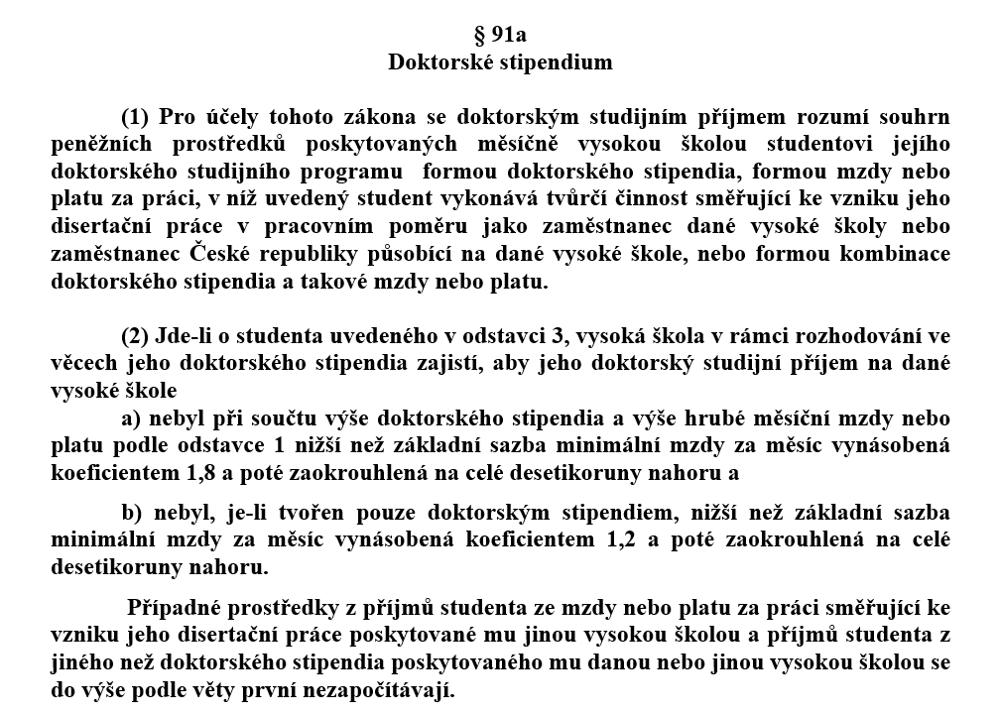 § 91a
Doktorské stipendium
(1) Pro účely tohoto zákona se doktorským studijním příjmem rozumí souhrn
peněžních prostředků poskytovaných měsíčně vysokou školou studentovi jejího
doktorského studijního programu  formou doktorského stipendia, formou mzdy nebo
platu za práci, v níž uvedený student vykonává tvůrčí činnost směřující ke vzniku jeho
disertační práce v pracovním poměru jako zaměstnanec dané vysoké školy nebo
zaměstnanec České republiky působící na dané vysoké škole, nebo formou kombinace
doktorského stipendia a takové mzdy nebo platu.
(2) Jde-li o studenta uvedeného v odstavci 3, vysoká škola v rámci rozhodování ve
věcech jeho doktorského stipendia zajistí, aby jeho doktorský studijní příjem na dané
vysoké škole
a) nebyl při součtu výše doktorského stipendia a výše hrubé měsíční mzdy nebo
platu podle odstavce 1 nižší než základní sazba minimální mzdy za měsíc vynásobená
koeficientem 1,8 a poté zaokrouhlená na celé desetikoruny nahoru a
b) nebyl, je-li tvořen pouze doktorským stipendiem, nižší než základní sazba
minimální mzdy za měsíc vynásobená koeficientem 1,2 a poté zaokrouhlená na celé
desetikoruny nahoru.
Případné prostředky z příjmů studenta ze mzdy nebo platu za práci směřující ke
vzniku jeho disertační práce poskytované mu jinou vysokou školou a příjmů studenta z
jiného než doktorského stipendia poskytovaného mu danou nebo jinou vysokou školou se
do výše podle věty první nezapočítávají.